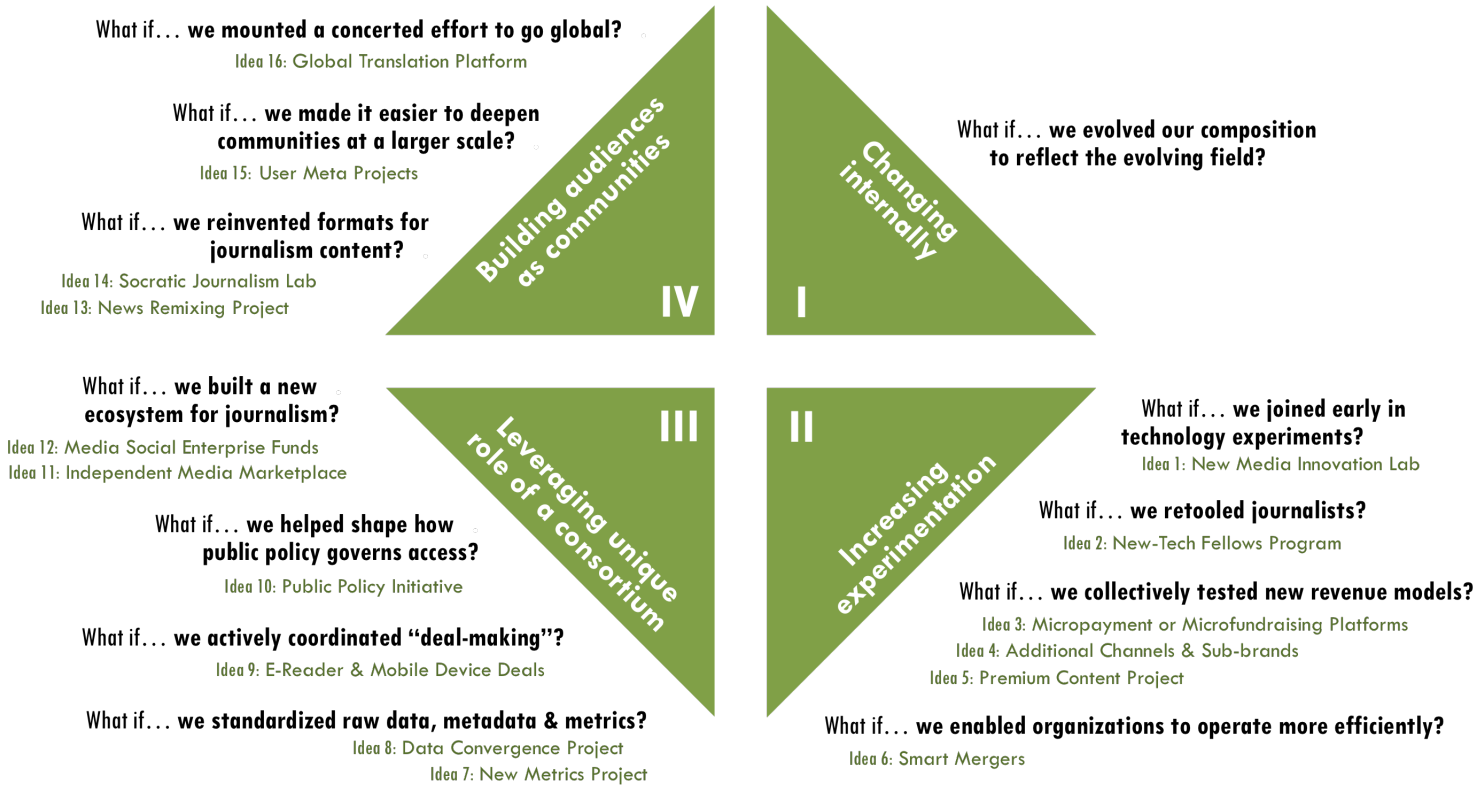 What if… we mounted a concerted effort to go global?
Idea 16: Global Translation Platform
What if… we made it easier to deepen
communities at a larger scale?
Idea 15: User Meta Projects
What if… we reinvented formats for
journalism content?
Idea 14: Socratic Journalism Lab
Idea 13: News Remixing Project
Building audiences
as communities
IV
Changing
internally
I
What if… we evolved our composition
to reflect the evolving field?
What if… we built a new
ecosystem for journalism?
Idea 12: Media Social Enterprise Funds
Idea 11: Independent Media Marketplace
What if… we helped shape how
public policy governs access?
Idea 10: Public Policy Initiative
What if… we actively coordinated “deal-making”?
Idea 9: E-Reader & Mobile Device Deals
What if… we standardized raw data, metadata & metrics?
Idea 8: Data Convergence Project
Idea 7: New Metrics Project
III
Leveraging unique
role of a consortium
II
Increasing
experimentation
What if… we joined early in
technology experiments?
Idea 1: New Media Innovation Lab
What if… we retooled journalists?
Idea 2: New-Tech Fellows Program
What if… we collectively tested new revenue models?
Idea 3: Micropayment or Microfundraising Platforms
Idea 4: Additional Channels & Sub-brands
Idea 5: Premium Content Project
What if… we enabled organizations to operate more efficiently?
Idea 6: Smart Mergers